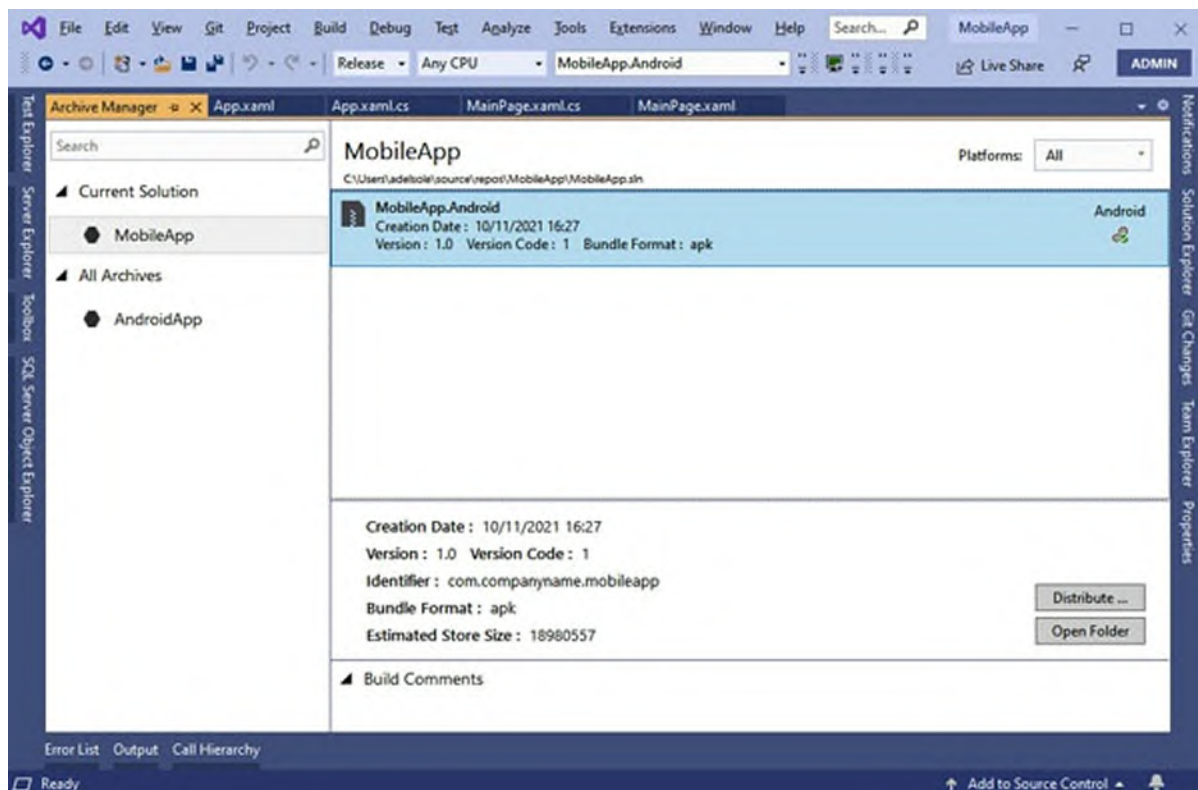 File Edit View Git Project Build Debug Test Analyze Tools Extensions Window Help Search... MobileApp
Release Any CPU MobileApp.Android Live Share ADMIN
Archive Manager App.xaml App.xaml.cs MainPage.xaml.cs MainPage.xaml
Test Explorer
Server Explorer
Toolbox
SQL Server Object Explorer
Search
Current Solution
MobileApp
All Archives
AndroidApp
MobileApp
C:\Users\adelsole\source\repos\MobileApp\MobileApp.sln
Platforms: All
MobileApp.Android
Creation Date : 10/11/2021 16:27
Version : 1.0 Version Code : 1 Bundle Format : apk
Android
Creation Date : 10/11/2021 16:27
Version : 1.0 Version Code : 1
Identifier : com.companyname.mobileapp
Bundle Format : apk
Estimated Store Size : 18980557
Distribute ...
Open Folder
Build Comments
Notifications
Solution Explorer
Git Changes
Team Explorer
Properties
Error List Output Call Hierarchy
Ready Add to Source Control